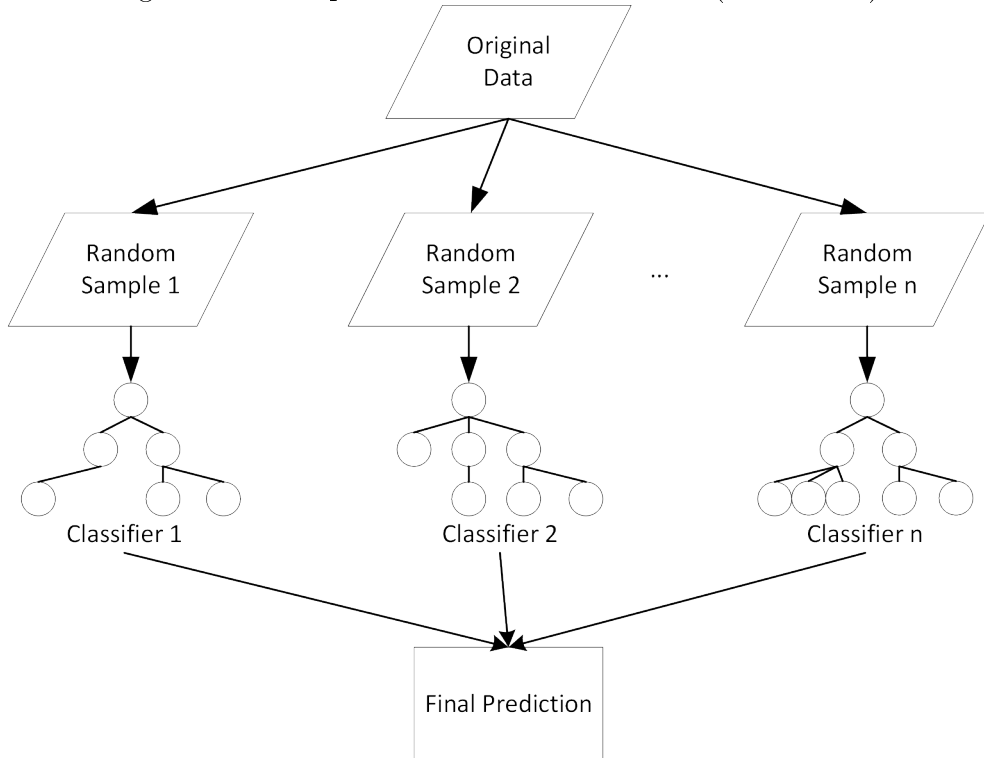 Original
Data
Random
Sample 1
Random
Sample 2
...
Random
Sample n
Classifier 1
Classifier 2
Classifier n
Final Prediction